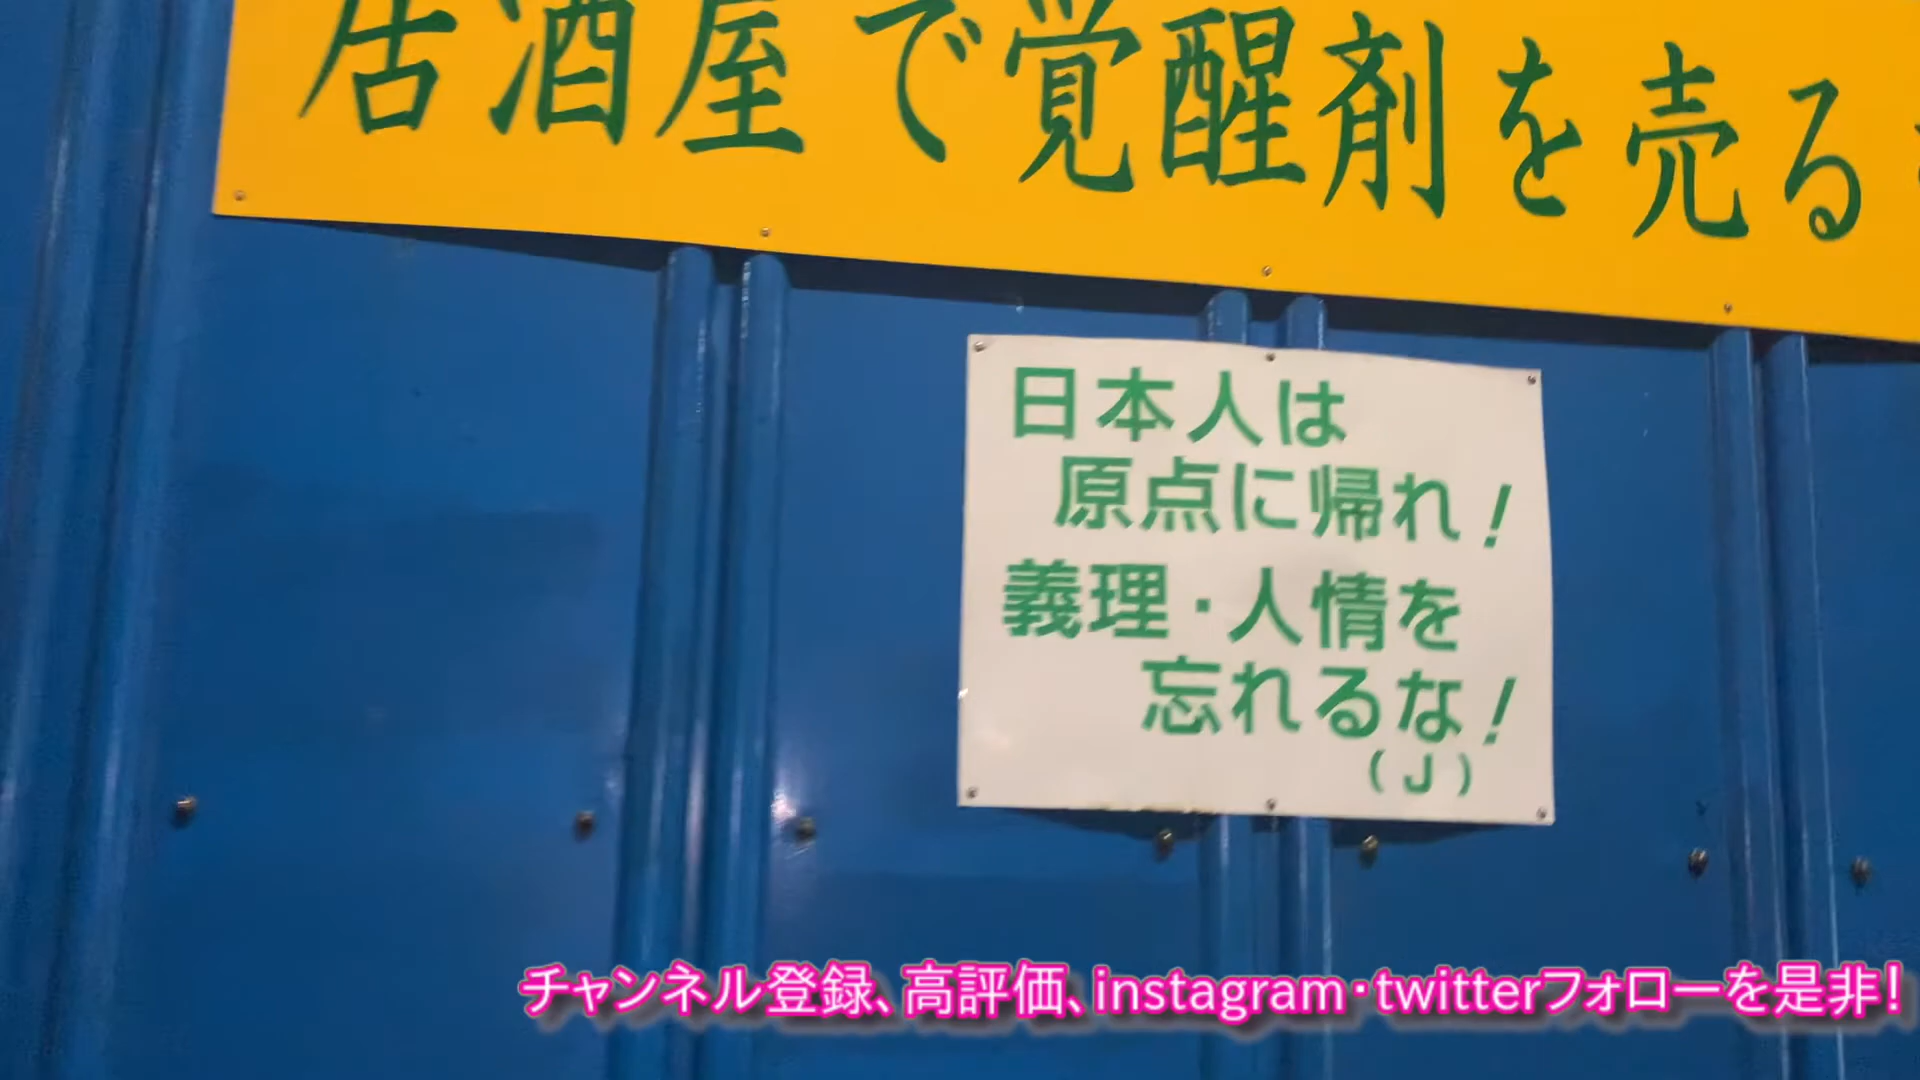 居酒屋で覚醒剤を売る
日本人は
原点に帰れ！
義理・人情を
忘れるな！
（J）
チャンネル登録、高評価、instagram・twitterフォローを是非！